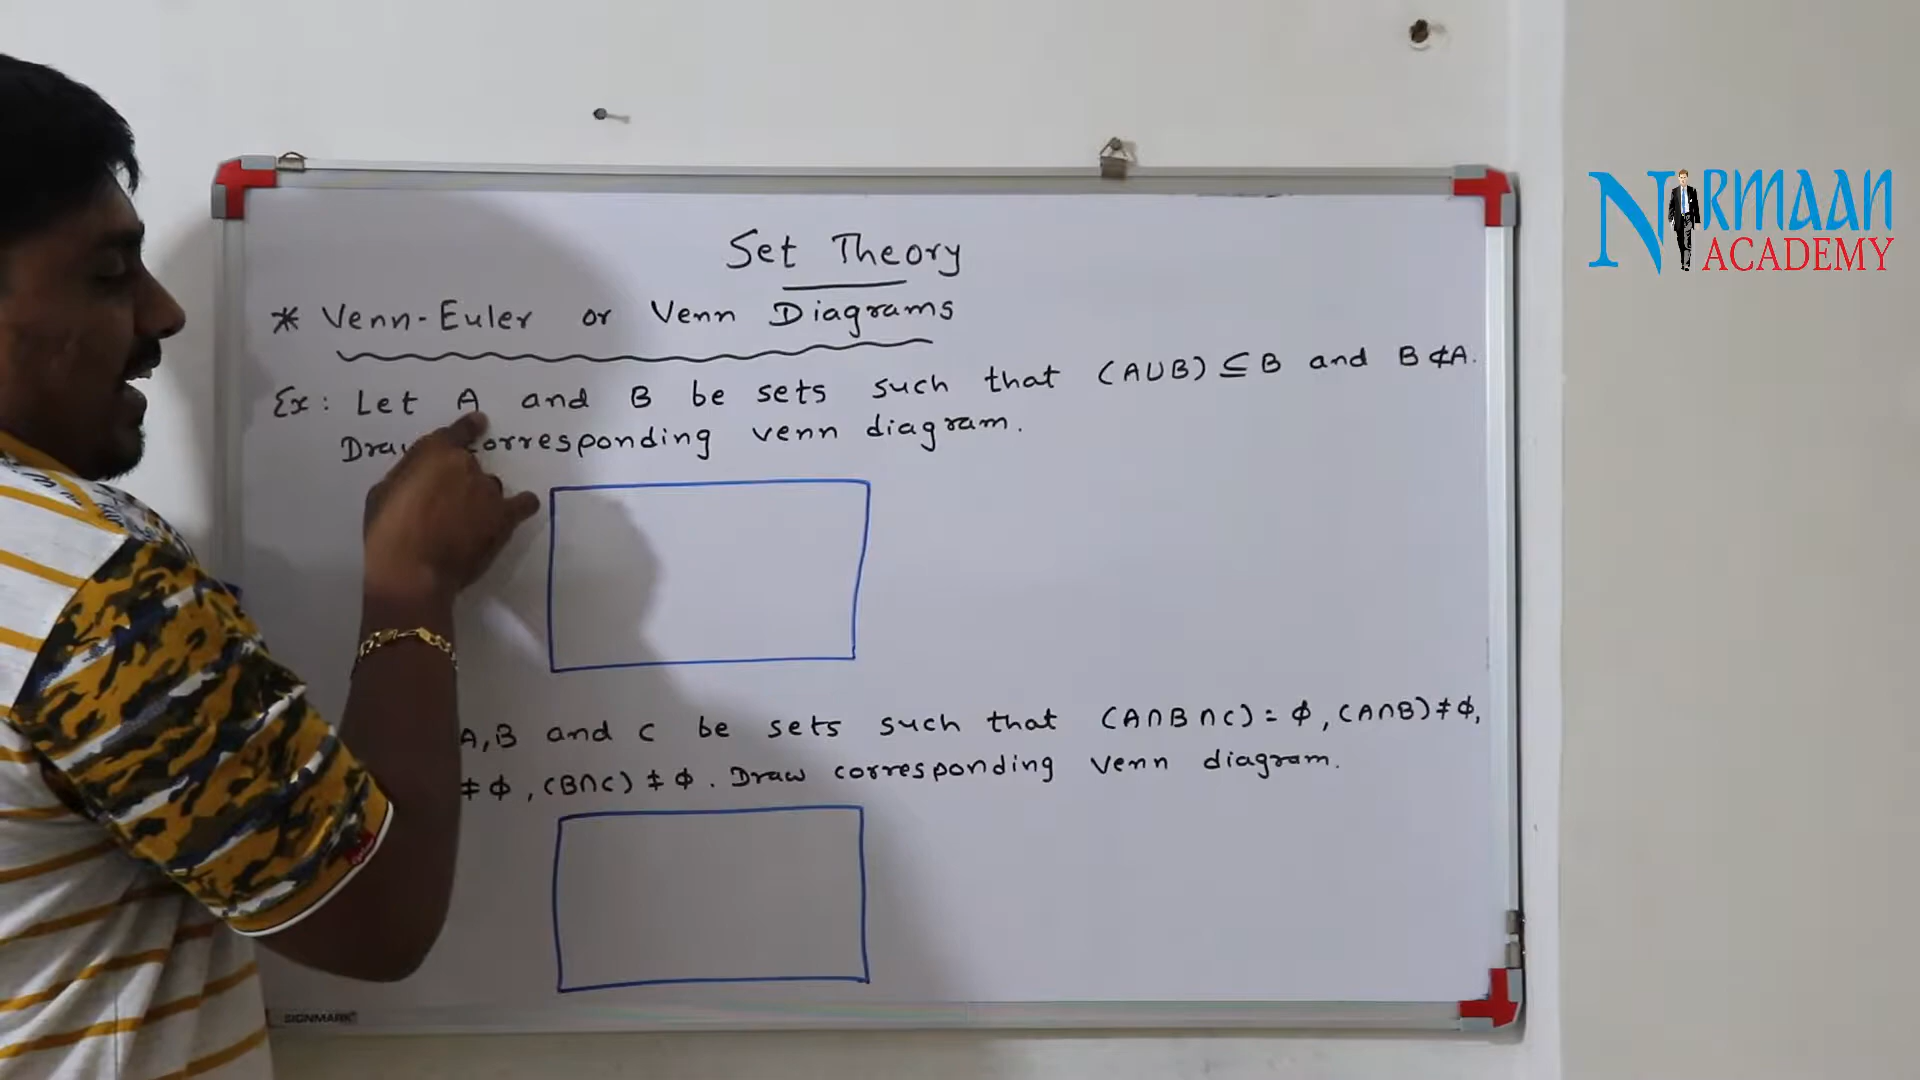 NIRMAAN
ACADEMY
Set Theory
* Venn-Euler or Venn Diagrams
Ex: Let A and B be sets such that (A∪B) ⊆ B and B ⊄ A.
corresponding venn diagram.
A, B and C be sets such that (A∩B∩C) = ϕ, (A∩B) ≠ ϕ,
≠ ϕ, (B∩C) ≠ ϕ. Draw corresponding venn diagram.
SIGNMARK